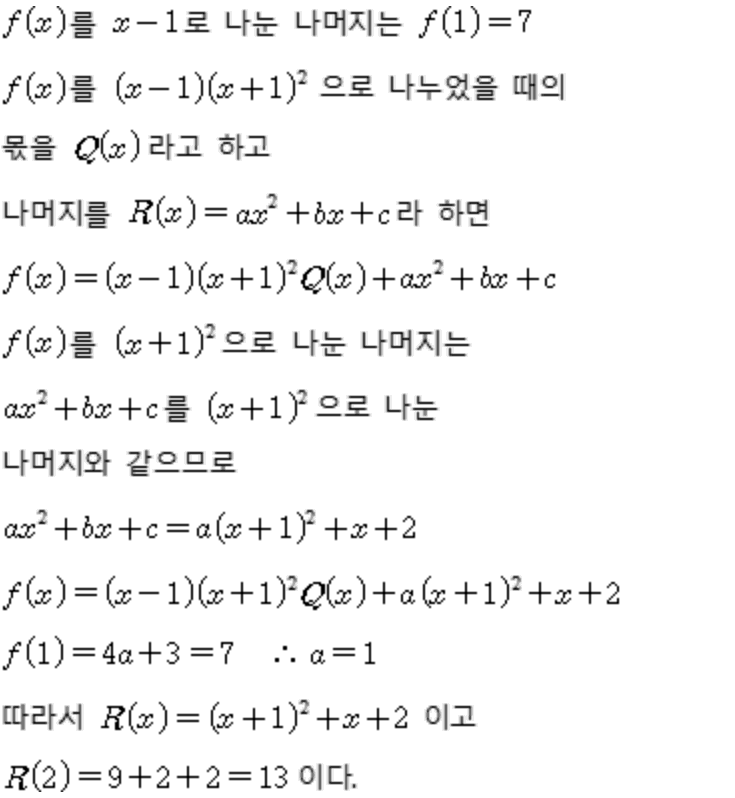 f(x)를 x−1로 나눈 나머지는 f(1)=7
f(x)를 (x−1)(x+1)² 으로 나누었을 때의
몫을 Q(x)라고 하고
나머지를 R(x)=ax²+bx+c라 하면
f(x)=(x−1)(x+1)²Q(x)+ax²+bx+c
f(x)를 (x+1)²으로 나눈 나머지는
ax²+bx+c를 (x+1)²으로 나눈
나머지와 같으므로
ax²+bx+c=a(x+1)²+x+2
f(x)=(x−1)(x+1)²Q(x)+a(x+1)²+x+2
f(1)=4a+3=7 ∴ a=1
따라서 R(x)=(x+1)²+x+2 이고
R(2)=9+2+2=13 이다.